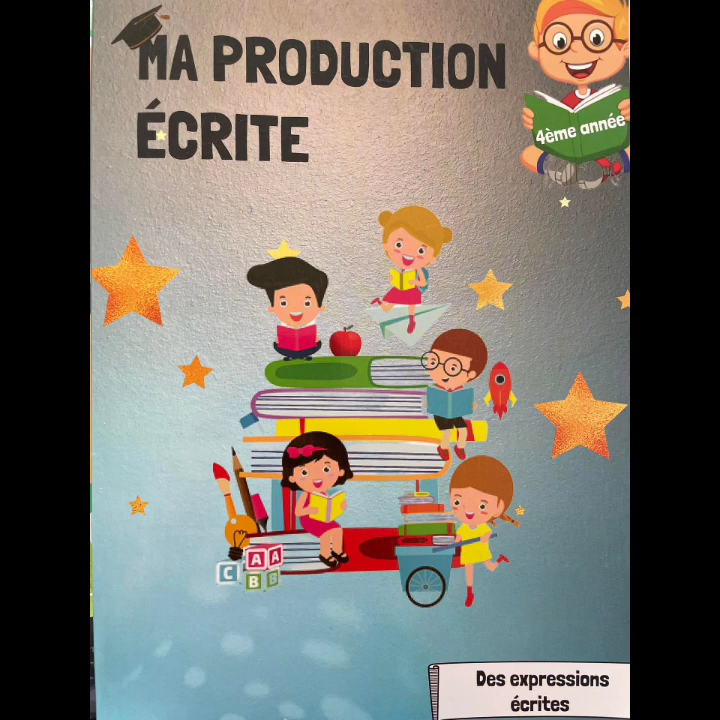 MA PRODUCTION
ÉCRITE
4ème année
A A
C B B
Des expressions
écrites